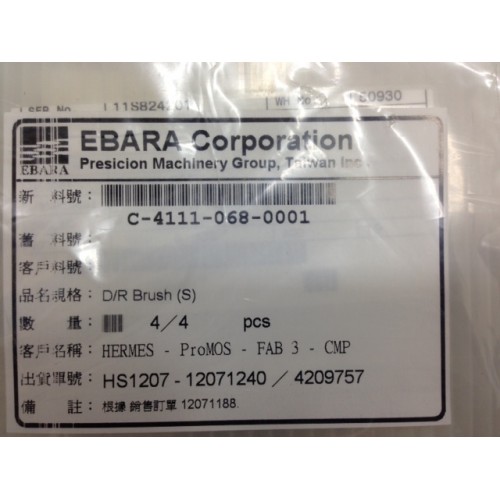 EBARA
EBARA Corporation
Presicion Machinery Group, Taiwan Inc
新 料號：
C-4111-068-0001
舊 料號：
客戶料號：
品名規格： D/R Brush (S)
數 量： 4／4 pcs
客戶名稱： HERMES - ProMOS - FAB 3 - CMP
出貨單號： HS1207 - 12071240 ／ 4209757
備 註： 根據 銷售訂單 12071188.